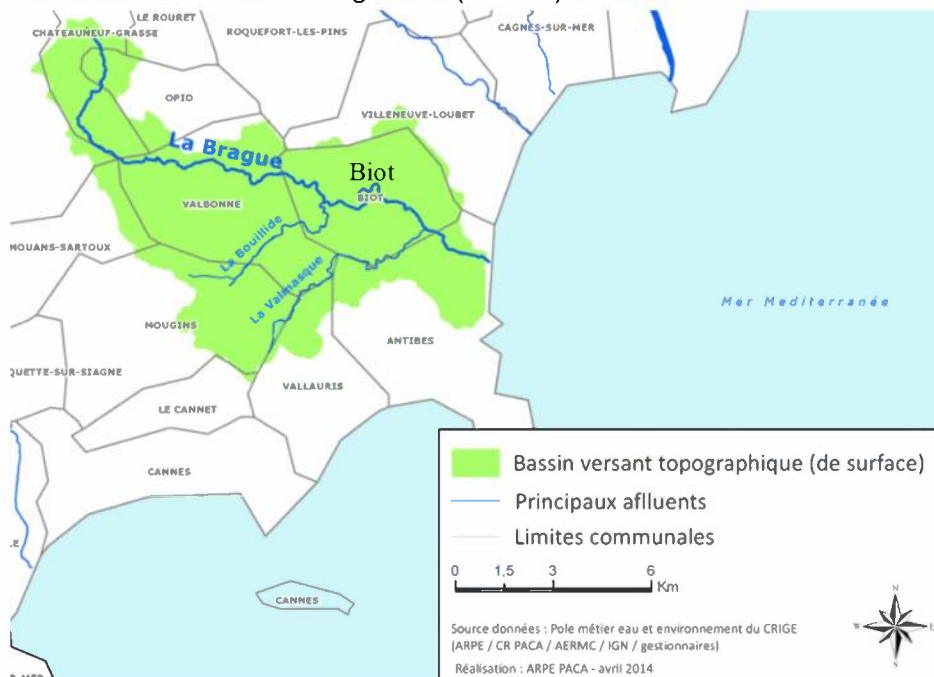 LE ROURET
CHATEAUNEUF-GRASSE
ROQUEFORT-LES-PINS
CAGNES-SUR-MER
OPIO
VILLENEUVE-LOUBET
La Brague
Biot
BIOT
VALBONNE
La Bouillide
MOUANS-SARTOUX
La Valmasque
Mer Mediterranée
MOUGINS
ANTIBES
QUETTE-SUR-SIAGNE
VALLAURIS
LE CANNET
CANNES
CANNES
Bassin versant topographique (de surface)
Principaux aflluents
Limites communales
0 1,5 3 6
Km
N
W E
S
Source données : Pole métier eau et environnement du CRIGE
(ARPE / CR PACA / AERMC / IGN / gestionnaires)
Réalisation : ARPE PACA - avril 2014